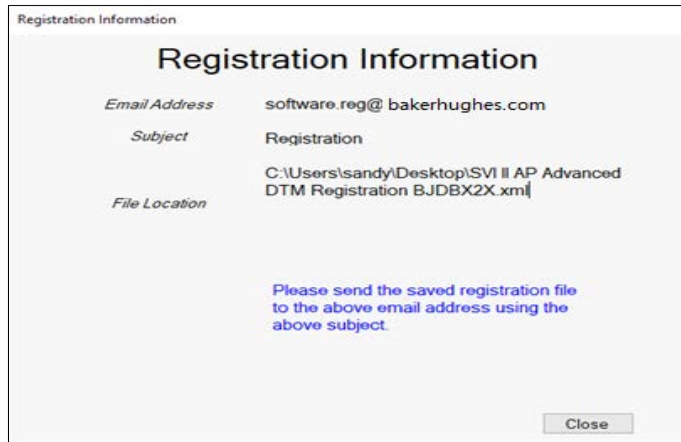 Registration Information
Registration Information
Email Address software.reg@ bakerhughes.com
Subject Registration
C:\Users\sandy\Desktop\SVI II AP Advanced
DTM Registration BJDBX2X.xml
File Location
Please send the saved registration file
to the above email address using the
above subject.
Close